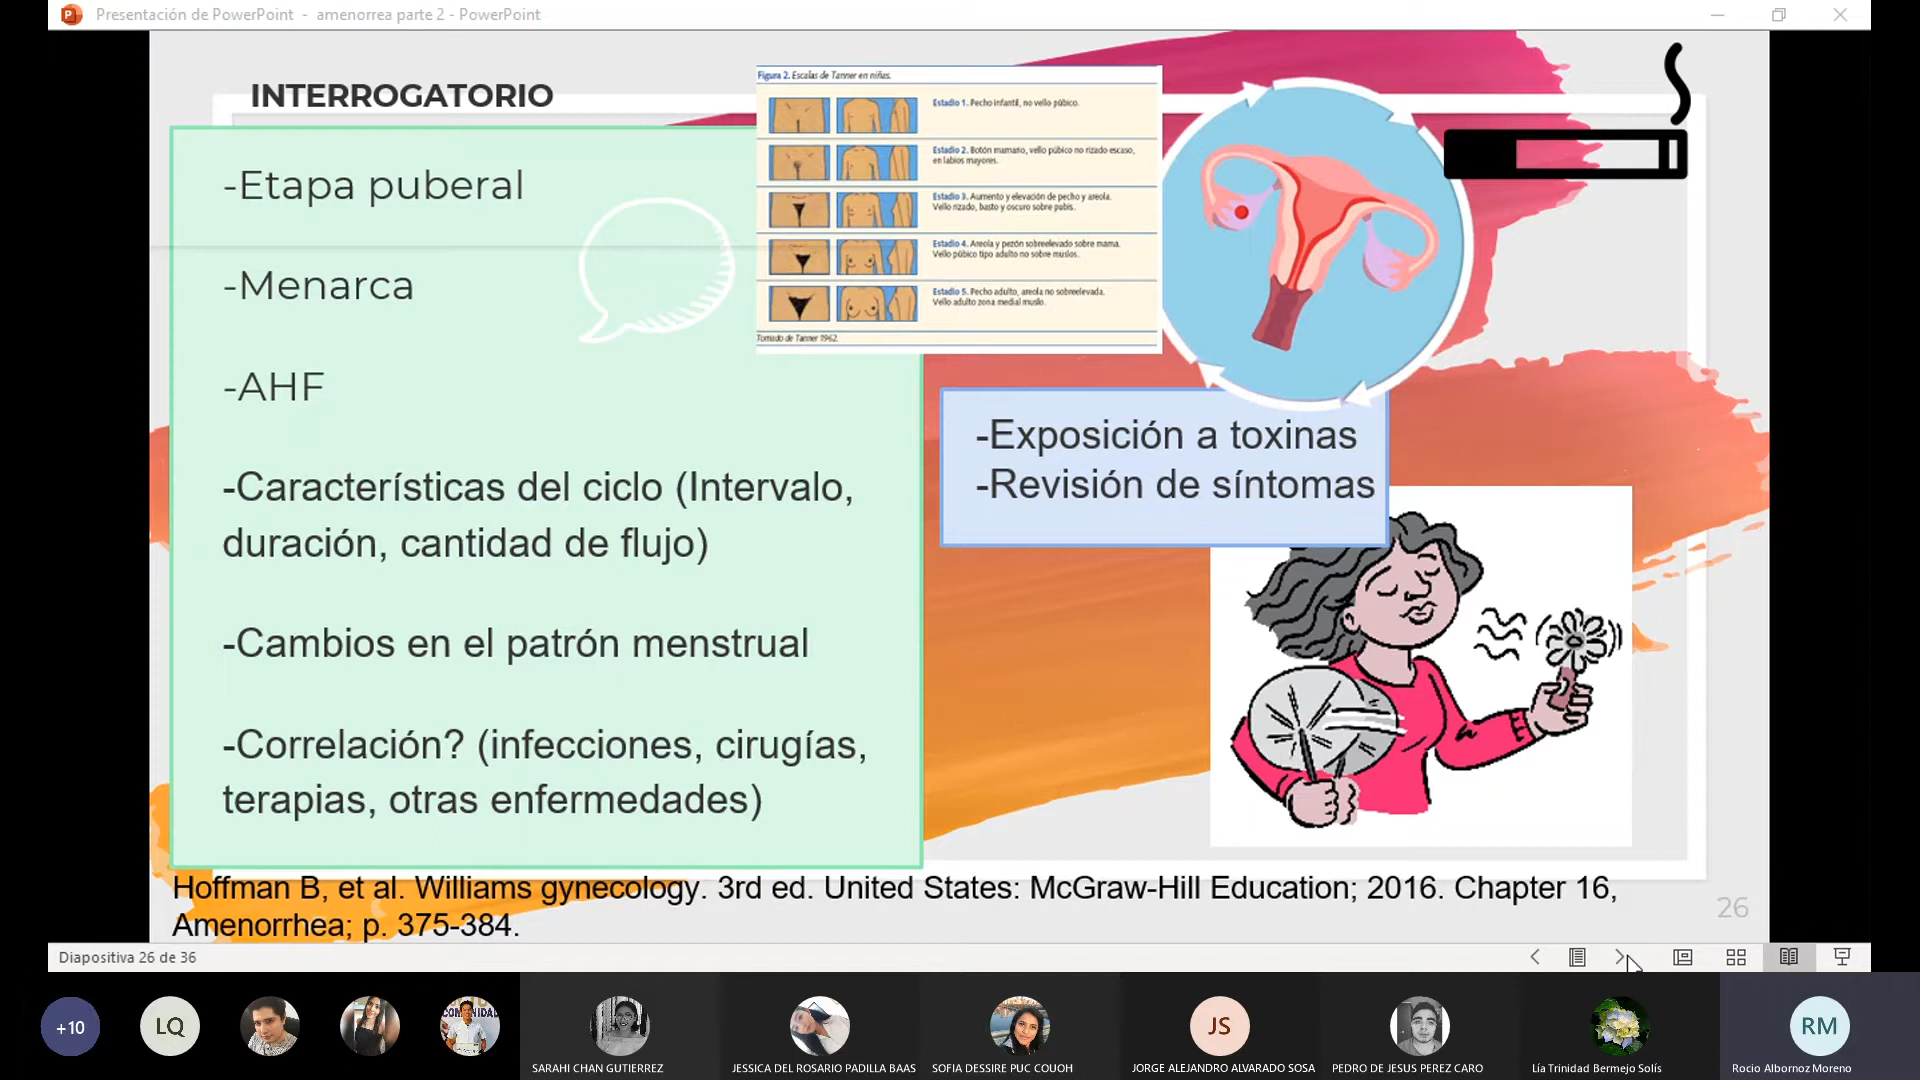 Presentación de PowerPoint - amenorrea parte 2 - PowerPoint
INTERROGATORIO
-Etapa puberal
-Menarca
-AHF
-Características del ciclo (Intervalo,
duración, cantidad de flujo)
-Cambios en el patrón menstrual
-Correlación? (infecciones, cirugías,
terapias, otras enfermedades)
Figura 2. Escalas de Tanner en niñas.
Estadio 1. Pecho infantil, no vello púbico.
Estadio 2. Botón mamario, vello púbico no rizado escaso,
en labios mayores.
Estadio 3. Aumento y elevación de pecho y areola.
Vello rizado, basto y oscuro sobre pubis.
Estadio 4. Areola y pezón sobreelevado sobre mama.
Vello púbico tipo adulto no sobre muslos.
Estadio 5. Pecho adulto, areola no sobreelevada.
Vello adulto zona medial muslo.
Tomado de Tanner 1962.
-Exposición a toxinas
-Revisión de síntomas
Hoffman B, et al. Williams gynecology. 3rd ed. United States: McGraw-Hill Education; 2016. Chapter 16,
Amenorrhea; p. 375-384.
26
Diapositiva 26 de 36
+10
LQ
COMUNIDAD
JS
RM
SARAHI CHAN GUTIERREZ
JESSICA DEL ROSARIO PADILLA BAAS
SOFIA DESSIRE PUC COUOH
JORGE ALEJANDRO ALVARADO SOSA
PEDRO DE JESUS PEREZ CARO
Lía Trinidad Bermejo Solís
Rocio Albornoz Moreno